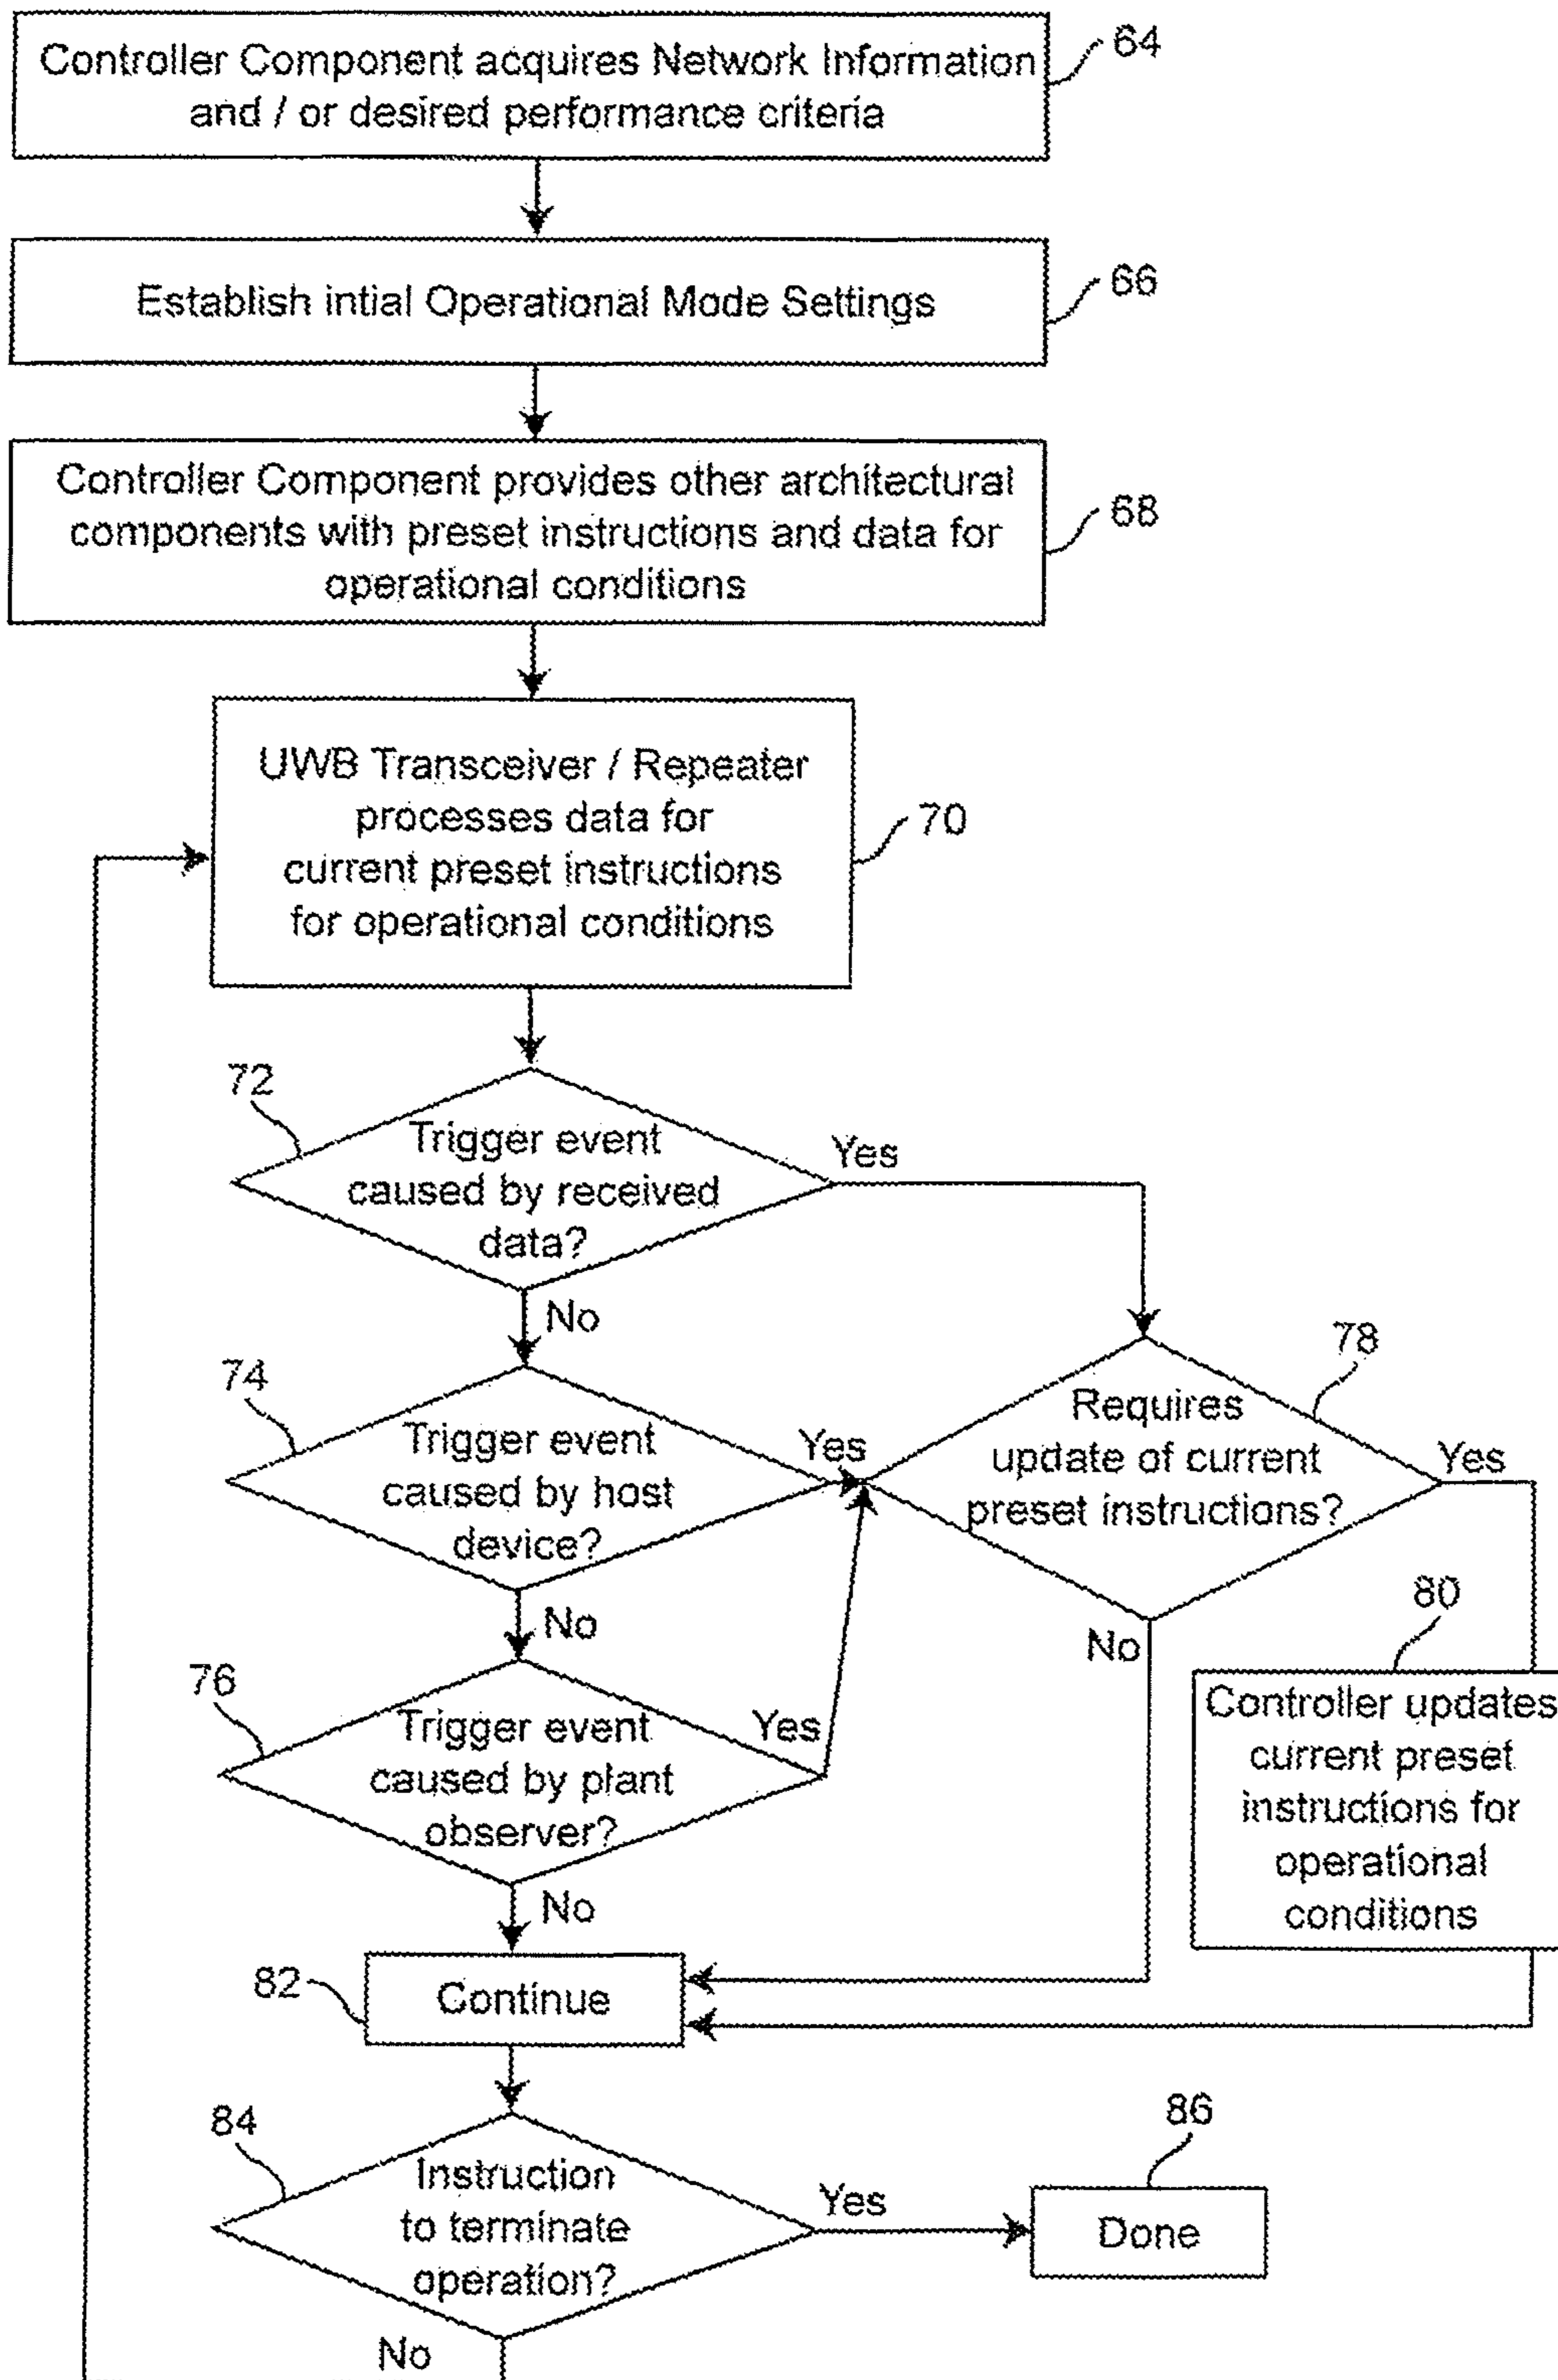 Controller Component acquires Network Information
and / or desired performance criteria
64
Establish intial Operational Mode Settings
66
Controller Component provides other architectural
components with preset instructions and data for
operational conditions
68
UWB Transceiver / Repeater
processes data for
current preset instructions
for operational conditions
70
72
Trigger event
caused by received
data?
Yes
No
74
Trigger event
caused by host
device?
Yes
No
78
Requires
update of current
preset instructions?
Yes
No
76
Trigger event
caused by plant
observer?
Yes
No
80
Controller updates
current preset
instructions for
operational
conditions
82
Continue
84
Instruction
to terminate
operation?
Yes
No
86
Done